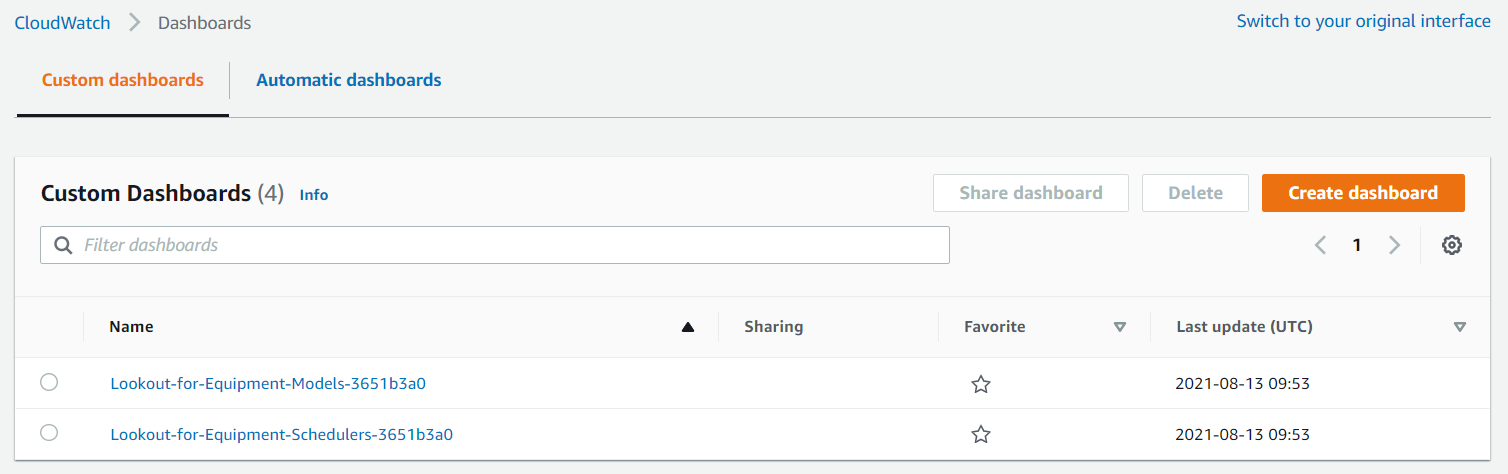 CloudWatch Dashboards Switch to your original interface
Custom dashboards Automatic dashboards
Custom Dashboards (4) Info Share dashboard Delete Create dashboard
Filter dashboards 1
Name Sharing Favorite Last update (UTC)
Lookout-for-Equipment-Models-3651b3a0 2021-08-13 09:53
Lookout-for-Equipment-Schedulers-3651b3a0 2021-08-13 09:53